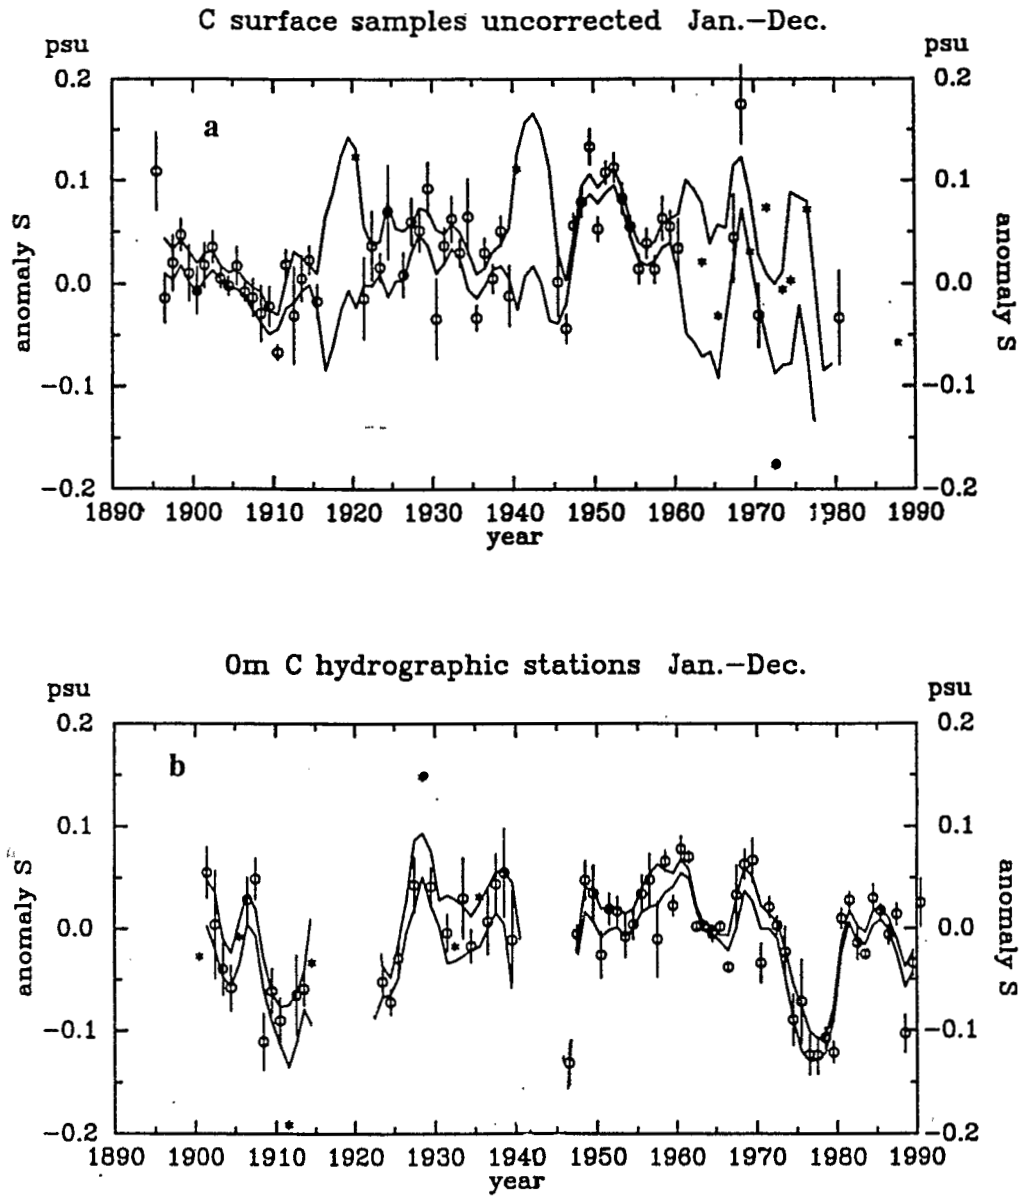 C surface samples uncorrected Jan.−Dec.
psu psu
0.2 0.2
a
0.1 0.1
0.0 0.0
−0.1 −0.1
−0.2 −0.2
anomaly S
anomaly S
1890 1900 1910 1920 1930 1940 1950 1960 1970 1980 1990
year
0m C hydrographic stations Jan.−Dec.
psu psu
0.2 0.2
b
0.1 0.1
0.0 0.0
−0.1 −0.1
−0.2 −0.2
anomaly S
anomaly S
1890 1900 1910 1920 1930 1940 1950 1960 1970 1980 1990
year